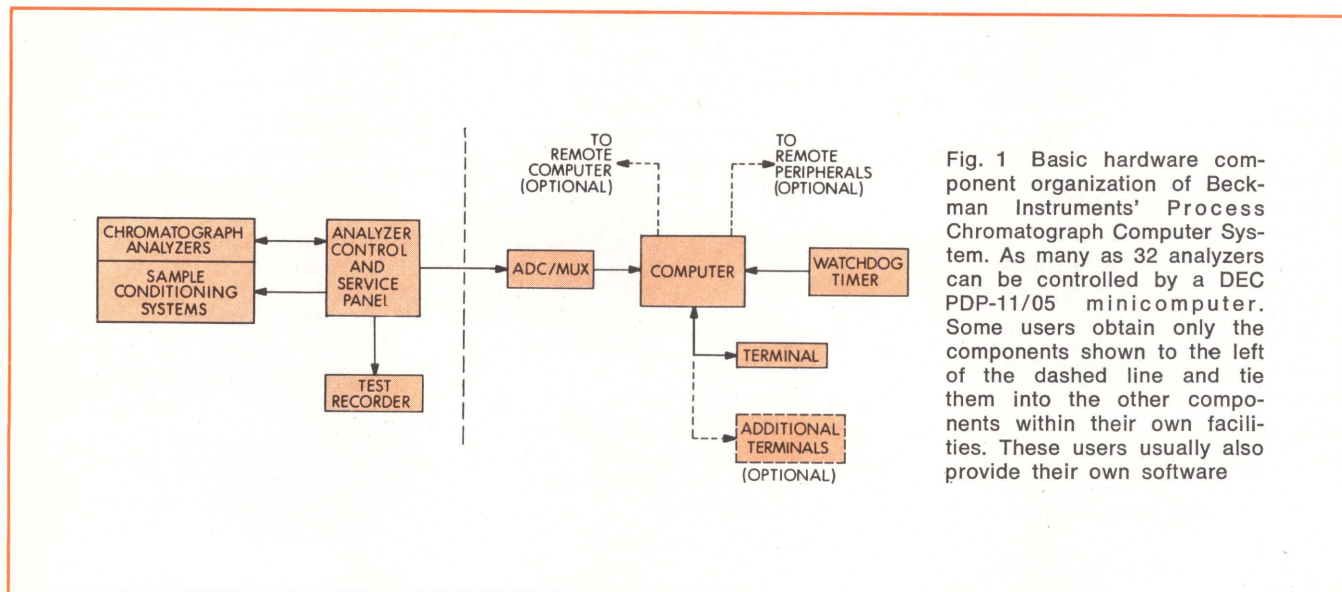 CHROMATOGRAPH
ANALYZERS
SAMPLE
CONDITIONING
SYSTEMS
ANALYZER
CONTROL
AND
SERVICE
PANEL
TEST
RECORDER
ADC/MUX
TO
REMOTE
COMPUTER
(OPTIONAL)
TO
REMOTE
PERIPHERALS
(OPTIONAL)
COMPUTER
WATCHDOG
TIMER
TERMINAL
ADDITIONAL
TERMINALS
(OPTIONAL)
Fig. 1 Basic hardware com-
ponent organization of Beck-
man Instruments' Process
Chromatograph Computer Sys-
tem. As many as 32 analyzers
can be controlled by a DEC
PDP-11/05 minicomputer.
Some users obtain only the
components shown to the left
of the dashed line and tie
them into the other compo-
nents within their own facili-
ties. These users usually also
provide their own software